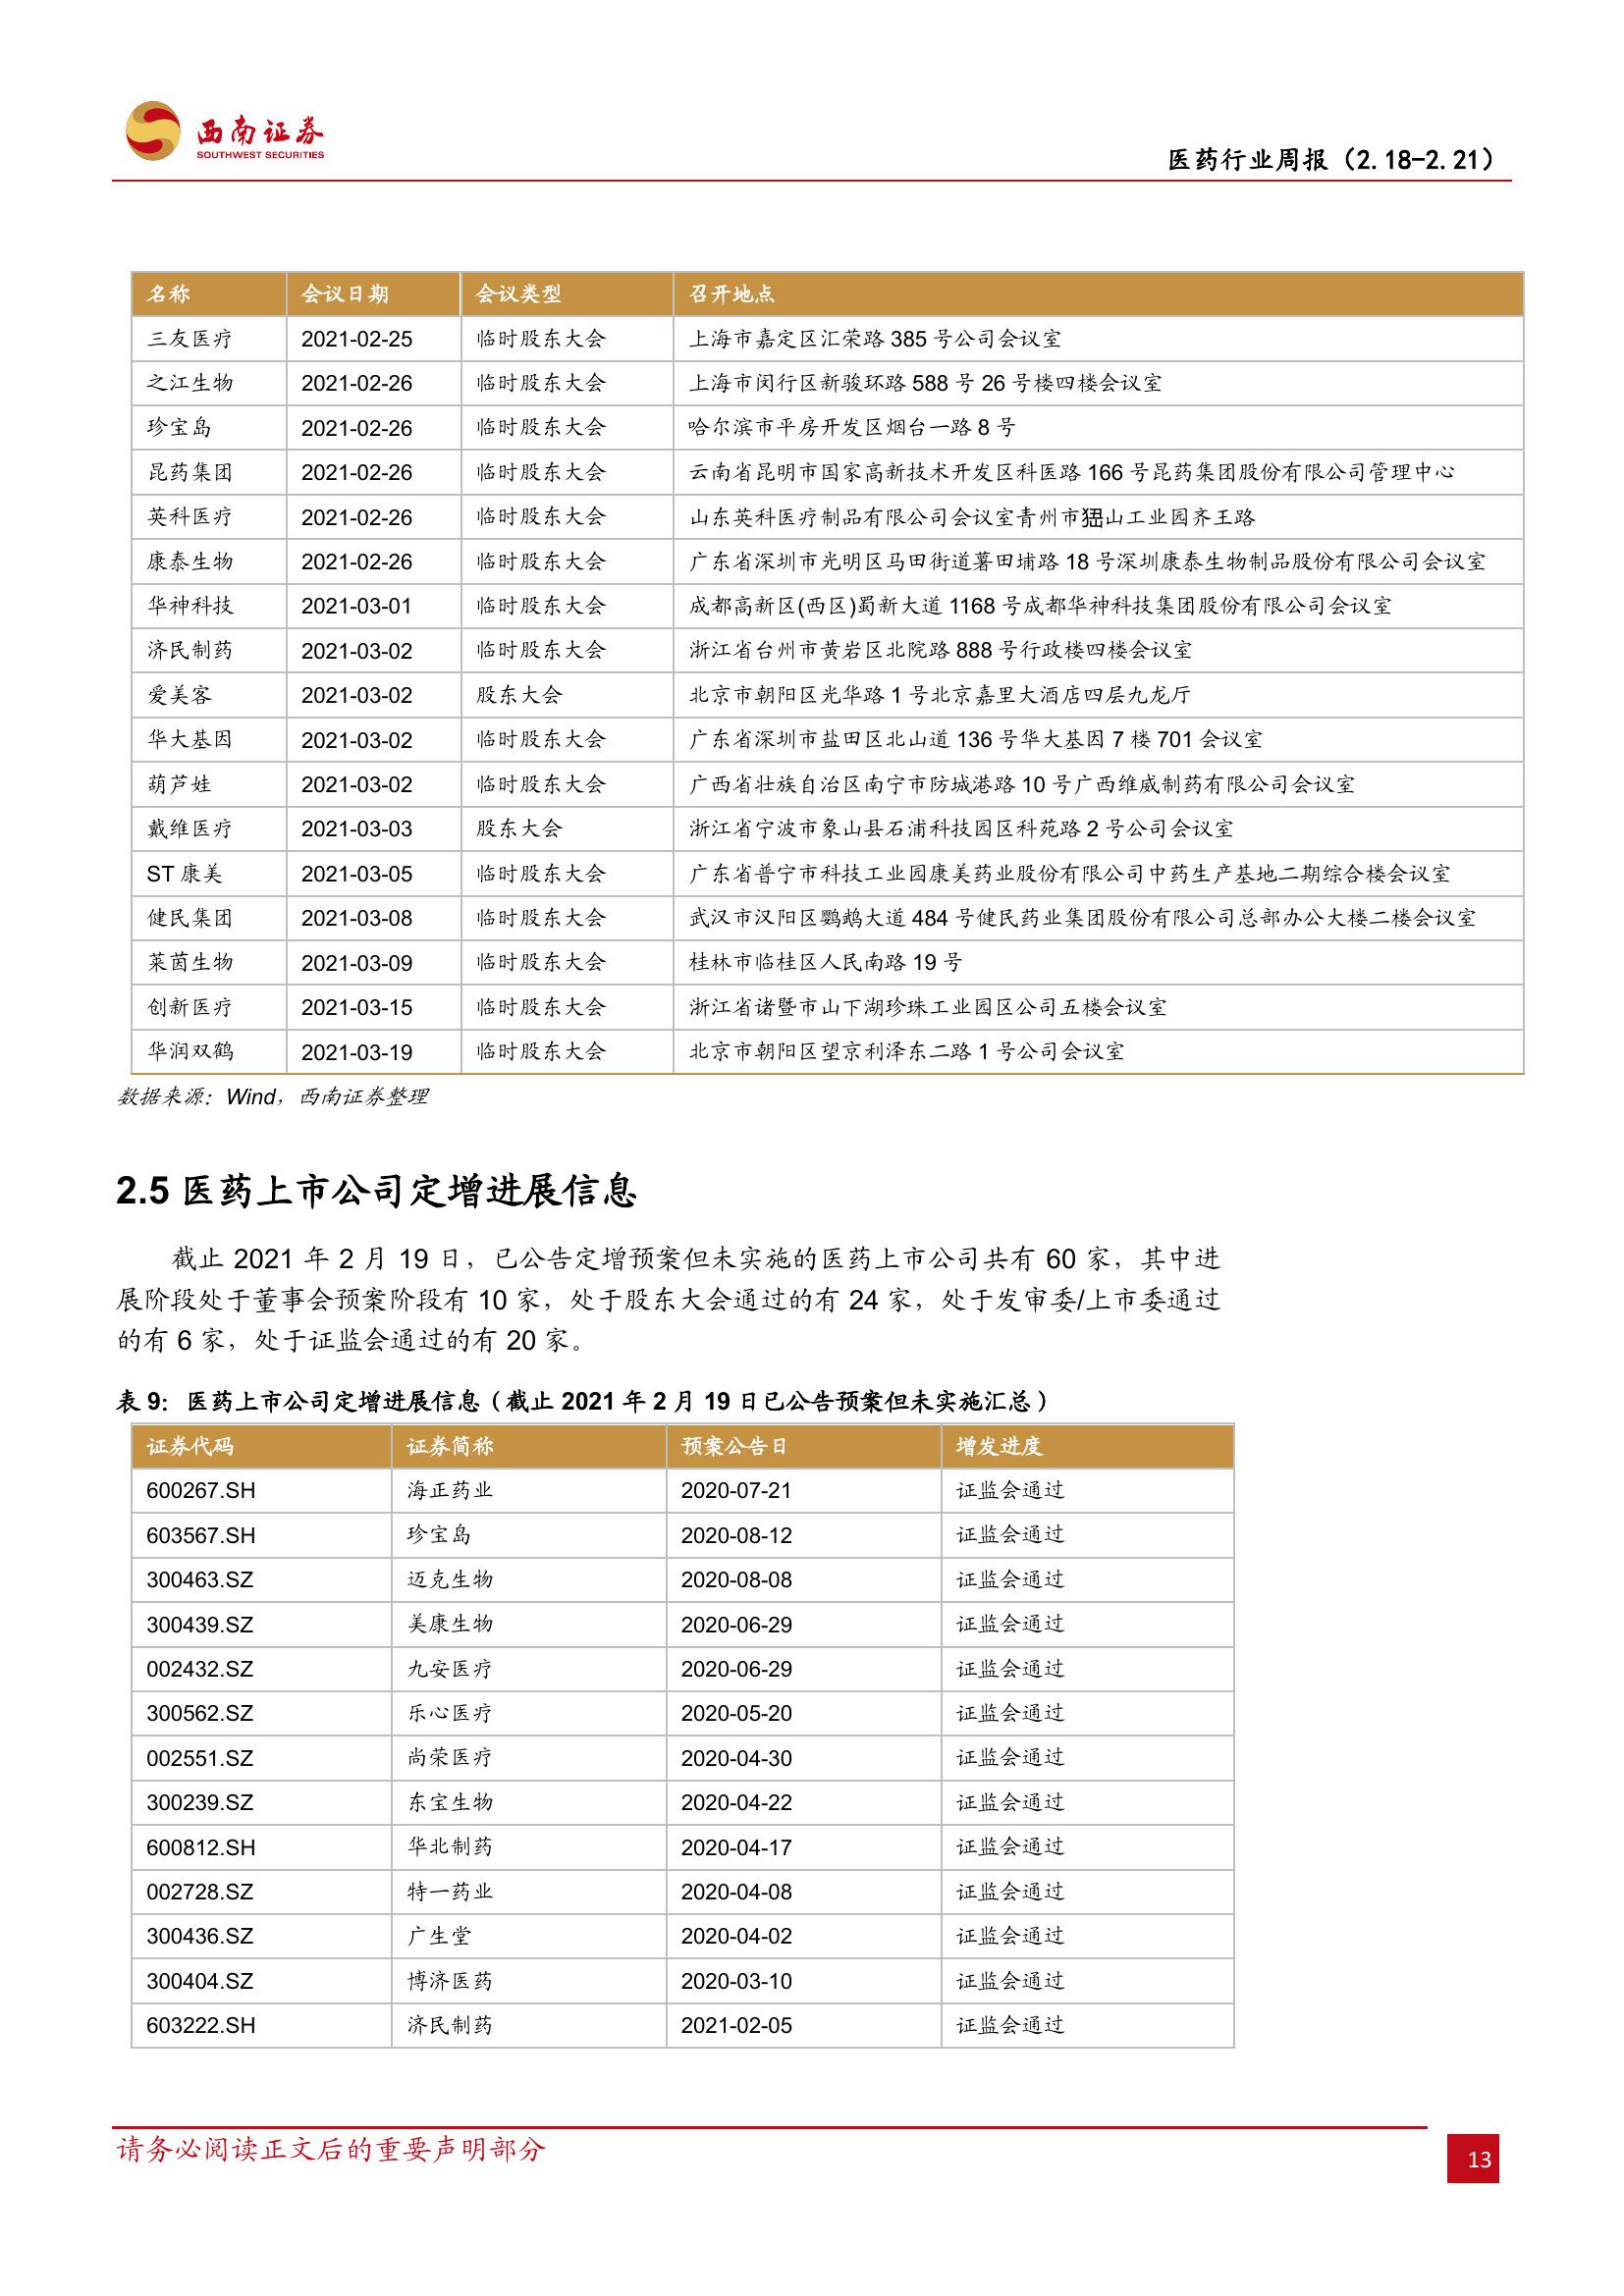 西南证券
SOUTHWEST SECURITIES
医药行业周报（2.18-2.21）
名称 会议日期 会议类型 召开地点
三友医疗 2021-02-25 临时股东大会 上海市嘉定区汇荣路 385 号公司会议室
之江生物 2021-02-26 临时股东大会 上海市闵行区新骏环路 588 号 26 号楼四楼会议室
珍宝岛 2021-02-26 临时股东大会 哈尔滨市平房开发区烟台一路 8 号
昆药集团 2021-02-26 临时股东大会 云南省昆明市国家高新技术开发区科医路 166 号昆药集团股份有限公司管理中心
英科医疗 2021-02-26 临时股东大会 山东英科医疗制品有限公司会议室青州市山工业园齐王路
康泰生物 2021-02-26 临时股东大会 广东省深圳市光明区马田街道薯田埔路 18 号深圳康泰生物制品股份有限公司会议室
华神科技 2021-03-01 临时股东大会 成都高新区(西区)蜀新大道 1168 号成都华神科技集团股份有限公司会议室
济民制药 2021-03-02 临时股东大会 浙江省台州市黄岩区北院路 888 号行政楼四楼会议室
爱美客 2021-03-02 股东大会 北京市朝阳区光华路 1 号北京嘉里大酒店四层九龙厅
华大基因 2021-03-02 临时股东大会 广东省深圳市盐田区北山道 136 号华大基因 7 楼 701 会议室
葫芦娃 2021-03-02 临时股东大会 广西省壮族自治区南宁市防城港路 10 号广西维威制药有限公司会议室
戴维医疗 2021-03-03 股东大会 浙江省宁波市象山县石浦科技园区科苑路 2 号公司会议室
ST 康美 2021-03-05 临时股东大会 广东省普宁市科技工业园康美药业股份有限公司中药生产基地二期综合楼会议室
健民集团 2021-03-08 临时股东大会 武汉市汉阳区鹦鹉大道 484 号健民药业集团股份有限公司总部办公大楼二楼会议室
莱茵生物 2021-03-09 临时股东大会 桂林市临桂区人民南路 19 号
创新医疗 2021-03-15 临时股东大会 浙江省诸暨市山下湖珍珠工业园区公司五楼会议室
华润双鹤 2021-03-19 临时股东大会 北京市朝阳区望京利泽东二路 1 号公司会议室
数据来源：Wind，西南证券整理
2.5 医药上市公司定增进展信息
截止 2021 年 2 月 19 日，已公告定增预案但未实施的医药上市公司共有 60 家，其中进
展阶段处于董事会预案阶段有 10 家，处于股东大会通过的有 24 家，处于发审委/上市委通过
的有 6 家，处于证监会通过的有 20 家。
表 9：医药上市公司定增进展信息（截止 2021 年 2 月 19 日已公告预案但未实施汇总）
证券代码 证券简称 预案公告日 增发进度
600267.SH 海正药业 2020-07-21 证监会通过
603567.SH 珍宝岛 2020-08-12 证监会通过
300463.SZ 迈克生物 2020-08-08 证监会通过
300439.SZ 美康生物 2020-06-29 证监会通过
002432.SZ 九安医疗 2020-06-29 证监会通过
300562.SZ 乐心医疗 2020-05-20 证监会通过
002551.SZ 尚荣医疗 2020-04-30 证监会通过
300239.SZ 东宝生物 2020-04-22 证监会通过
600812.SH 华北制药 2020-04-17 证监会通过
002728.SZ 特一药业 2020-04-08 证监会通过
300436.SZ 广生堂 2020-04-02 证监会通过
300404.SZ 博济医药 2020-03-10 证监会通过
603222.SH 济民制药 2021-02-05 证监会通过
请务必阅读正文后的重要声明部分
13